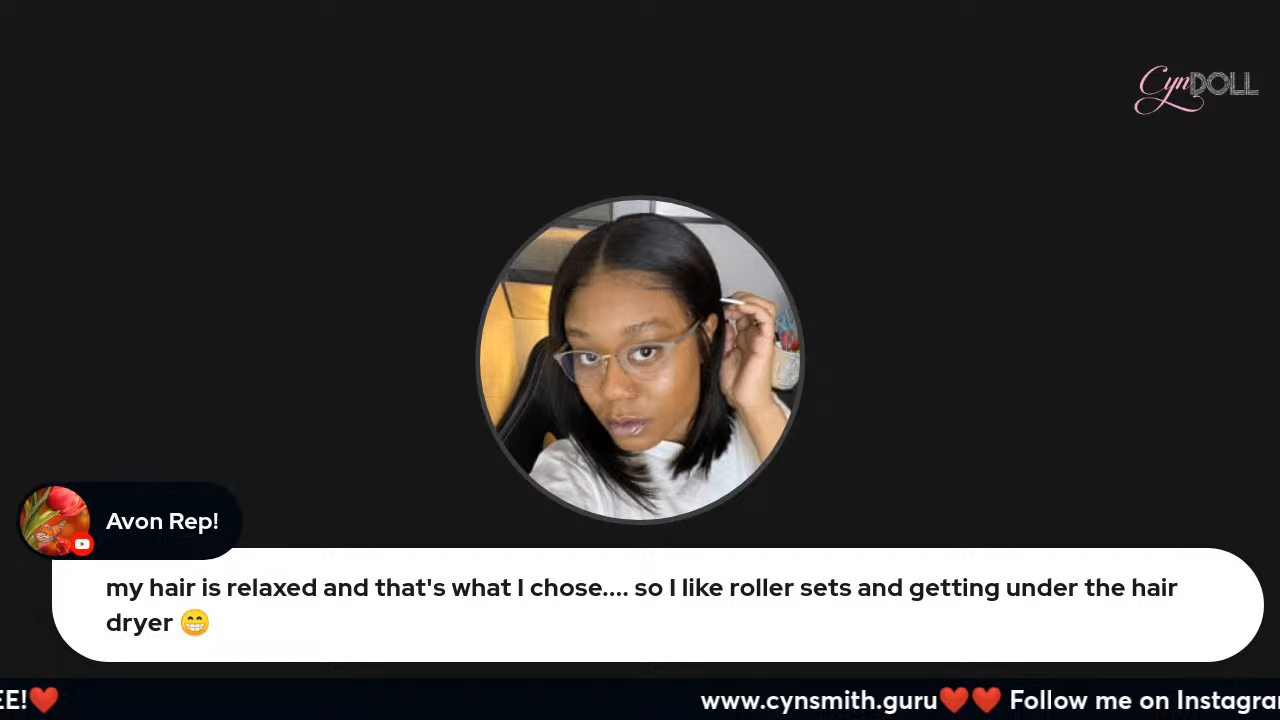 CynDOLL
Avon Rep!
my hair is relaxed and that's what I chose.... so I like roller sets and getting under the hair
dryer 😁
EE!❤️ www.cynsmith.guru❤️❤️ Follow me on Instagra